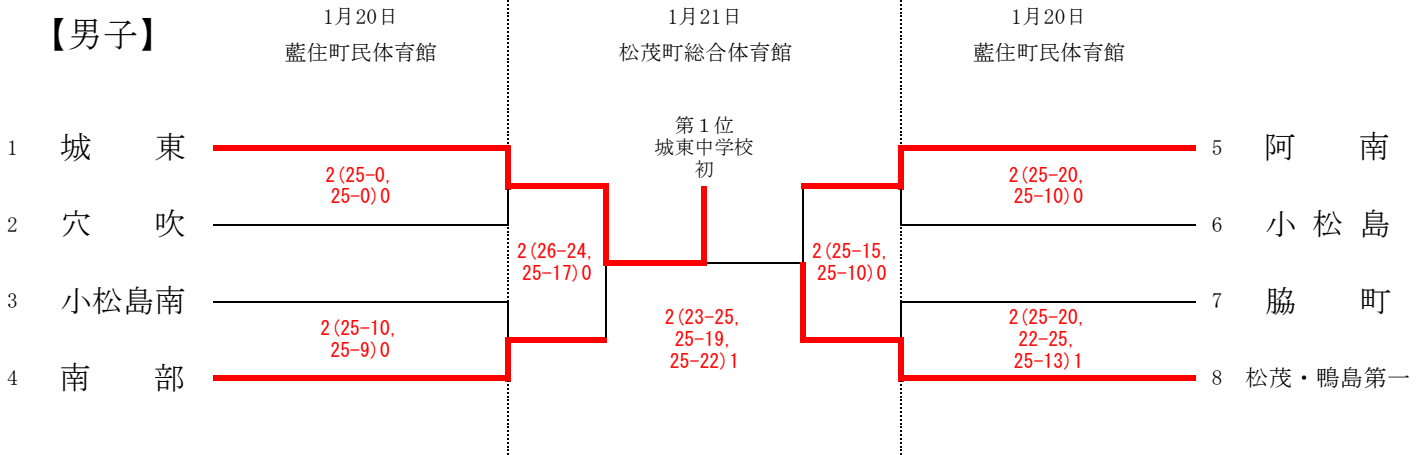 【男子】
1月20日
藍住町民体育館
1月21日
松茂町総合体育館
1月20日
藍住町民体育館
第１位
城東中学校
初
1 城　東
2 穴　吹
3 小松島南
4 南　部
2(25-0,
25-0)0
2(25-10,
25-9)0
2(26-24,
25-17)0
2(23-25,
25-19,
25-22)1
2(25-15,
25-10)0
2(25-20,
25-10)0
2(25-20,
22-25,
25-13)1
5 阿　南
6 小 松 島
7 脇　町
8 松茂・鴨島第一